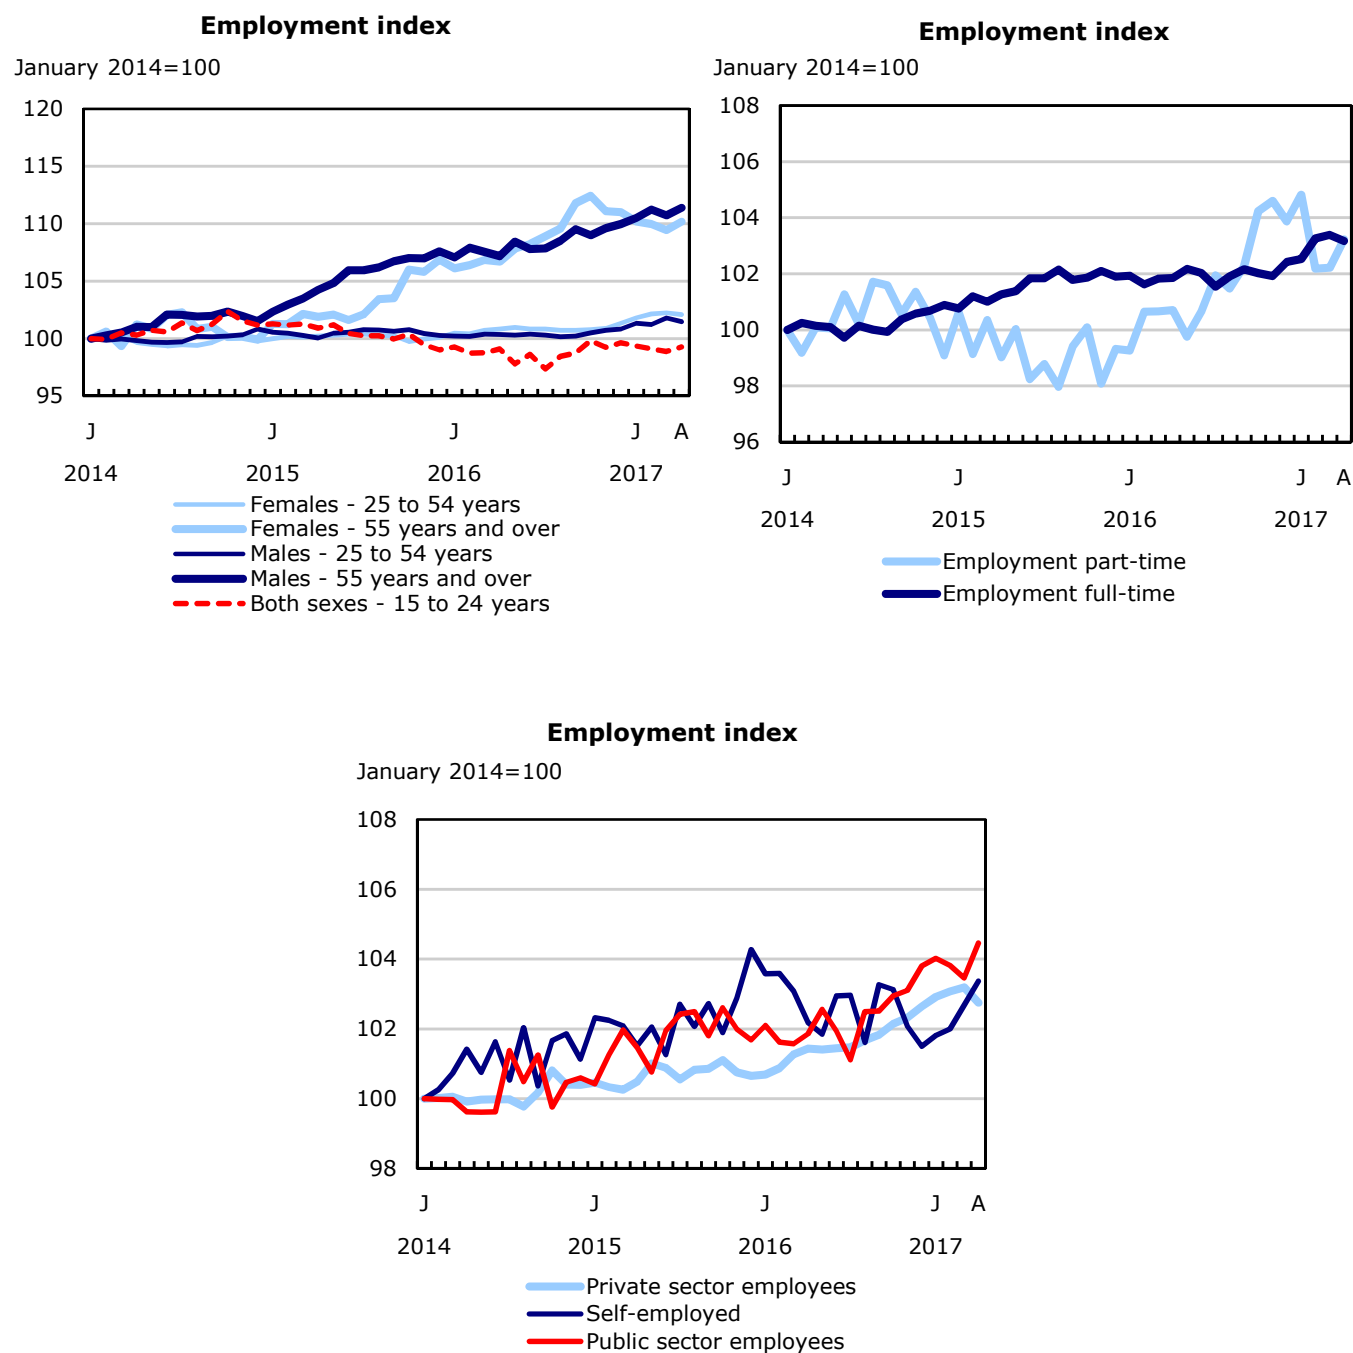 Employment index
January 2014=100
120
115
110
105
100
95
J J J J A
2014 2015 2016 2017
Females - 25 to 54 years
Females - 55 years and over
Males - 25 to 54 years
Males - 55 years and over
Both sexes - 15 to 24 years
Employment index
January 2014=100
108
106
104
102
100
98
96
J J J J A
2014 2015 2016 2017
Employment part-time
Employment full-time
Employment index
January 2014=100
108
106
104
102
100
98
J J J J A
2014 2015 2016 2017
Private sector employees
Self-employed
Public sector employees